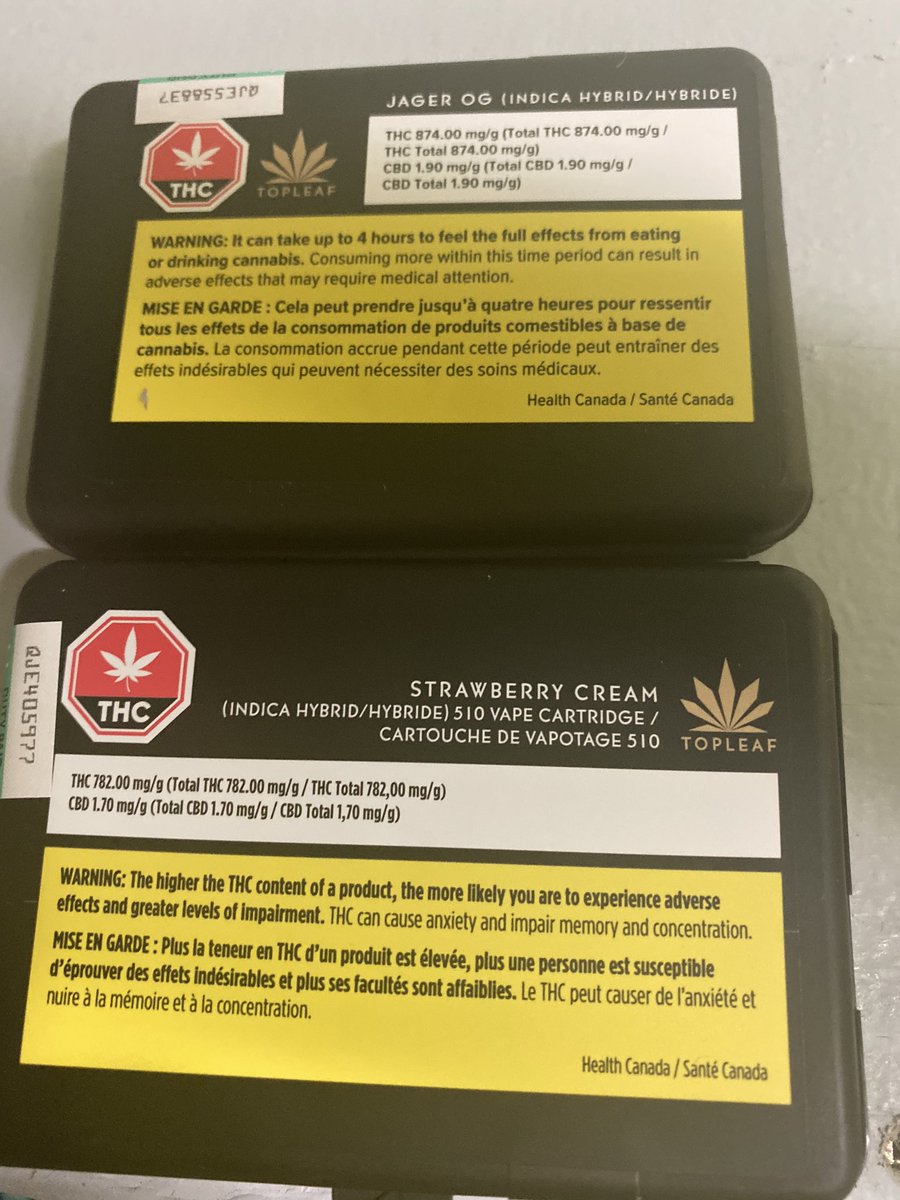 QJE55883?
JAGER OG (INDICA HYBRID/HYBRIDE)
THC
TOPLEAF
THC 874.00 mg/g (Total THC 874.00 mg/g /
THC Total 874.00 mg/g)
CBD 1.90 mg/g (Total CBD 1.90 mg/g /
CBD Total 1.90 mg/g)
WARNING: It can take up to 4 hours to feel the full effects from eating
or drinking cannabis. Consuming more within this time period can result in
adverse effects that may require medical attention.
MISE EN GARDE : Cela peut prendre jusqu'à quatre heures pour ressentir
tous les effets de la consommation de produits comestibles à base de
cannabis. La consommation accrue pendant cette période peut entraîner des
effets indésirables qui peuvent nécessiter des soins médicaux.
Health Canada / Santé Canada
QJE40597?
THC
STRAWBERRY CREAM
(INDICA HYBRID/HYBRIDE) 510 VAPE CARTRIDGE /
CARTOUCHE DE VAPOTAGE 510
TOPLEAF
THC 782.00 mg/g (Total THC 782.00 mg/g / THC Total 782,00 mg/g)
CBD 1.70 mg/g (Total CBD 1.70 mg/g / CBD Total 1,70 mg/g)
WARNING: The higher the THC content of a product, the more likely you are to experience adverse
effects and greater levels of impairment. THC can cause anxiety and impair memory and concentration.
MISE EN GARDE : Plus la teneur en THC d'un produit est élevée, plus une personne est susceptible
d'éprouver des effets indésirables et plus ses facultés sont affaiblies. Le THC peut causer de l'anxiété et
nuire à la mémoire et à la concentration.
Health Canada / Santé Canada